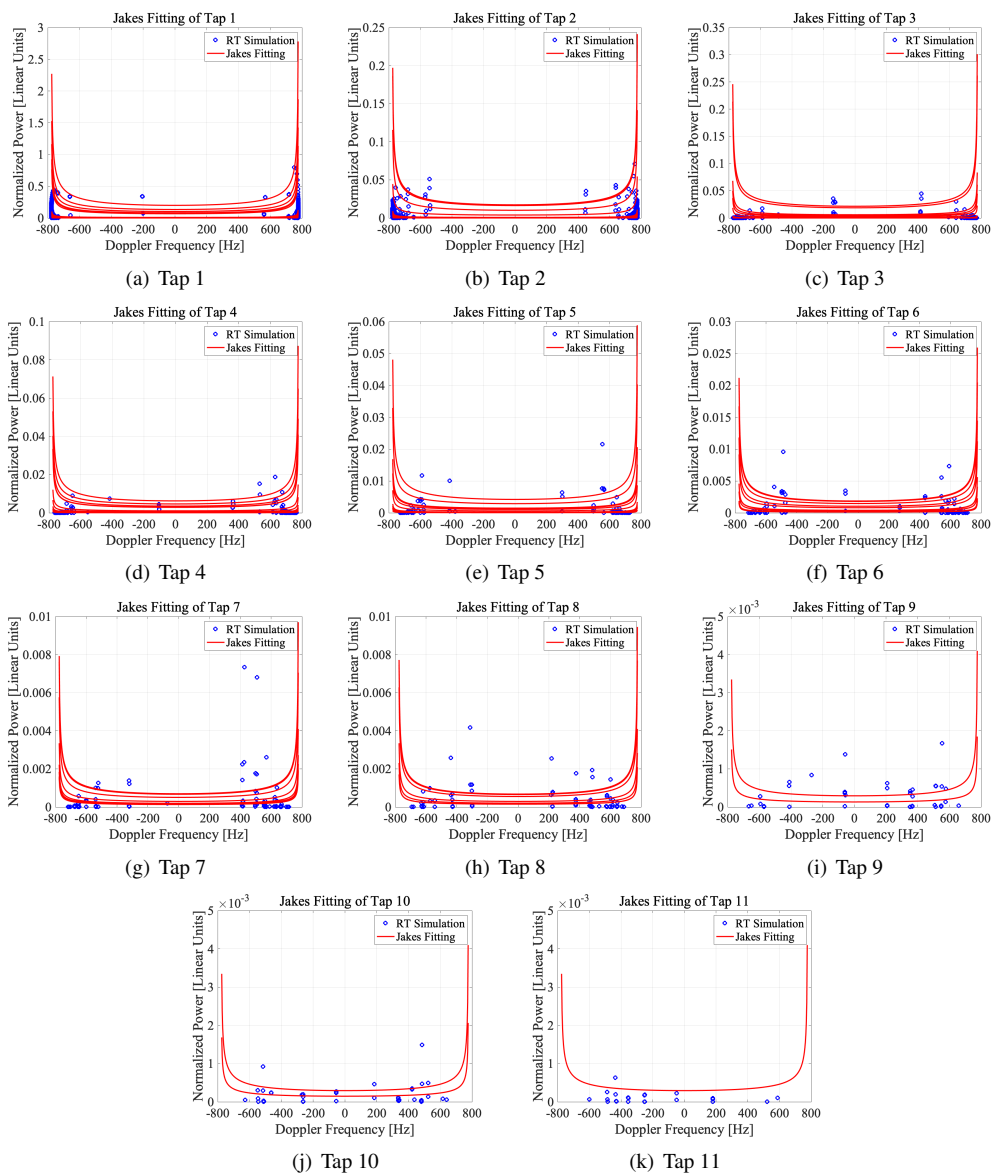 Jakes Fitting of Tap 1
Normalized Power [Linear Units]
3
2.5
2
1.5
1
0.5
0
RT Simulation
Jakes Fitting
-800 -600 -400 -200 0 200 400 600 800
Doppler Frequency [Hz]
(a) Tap 1
Jakes Fitting of Tap 2
Normalized Power [Linear Units]
0.25
0.2
0.15
0.1
0.05
0
RT Simulation
Jakes Fitting
-800 -600 -400 -200 0 200 400 600 800
Doppler Frequency [Hz]
(b) Tap 2
Jakes Fitting of Tap 3
Normalized Power [Linear Units]
0.35
0.3
0.25
0.2
0.15
0.1
0.05
0
RT Simulation
Jakes Fitting
-800 -600 -400 -200 0 200 400 600 800
Doppler Frequency [Hz]
(c) Tap 3
Jakes Fitting of Tap 4
Normalized Power [Linear Units]
0.1
0.08
0.06
0.04
0.02
0
RT Simulation
Jakes Fitting
-800 -600 -400 -200 0 200 400 600 800
Doppler Frequency [Hz]
(d) Tap 4
Jakes Fitting of Tap 5
Normalized Power [Linear Units]
0.06
0.05
0.04
0.03
0.02
0.01
0
RT Simulation
Jakes Fitting
-800 -600 -400 -200 0 200 400 600 800
Doppler Frequency [Hz]
(e) Tap 5
Jakes Fitting of Tap 6
Normalized Power [Linear Units]
0.03
0.025
0.02
0.015
0.01
0.005
0
RT Simulation
Jakes Fitting
-800 -600 -400 -200 0 200 400 600 800
Doppler Frequency [Hz]
(f) Tap 6
Jakes Fitting of Tap 7
Normalized Power [Linear Units]
0.01
0.008
0.006
0.004
0.002
0
RT Simulation
Jakes Fitting
-800 -600 -400 -200 0 200 400 600 800
Doppler Frequency [Hz]
(g) Tap 7
Jakes Fitting of Tap 8
Normalized Power [Linear Units]
0.01
0.008
0.006
0.004
0.002
0
RT Simulation
Jakes Fitting
-800 -600 -400 -200 0 200 400 600 800
Doppler Frequency [Hz]
(h) Tap 8
Jakes Fitting of Tap 9
× 10⁻³
Normalized Power [Linear Units]
5
4
3
2
1
0
RT Simulation
Jakes Fitting
-800 -600 -400 -200 0 200 400 600 800
Doppler Frequency [Hz]
(i) Tap 9
Jakes Fitting of Tap 10
× 10⁻³
Normalized Power [Linear Units]
5
4
3
2
1
0
RT Simulation
Jakes Fitting
-800 -600 -400 -200 0 200 400 600 800
Doppler Frequency [Hz]
(j) Tap 10
Jakes Fitting of Tap 11
× 10⁻³
Normalized Power [Linear Units]
5
4
3
2
1
0
RT Simulation
Jakes Fitting
-800 -600 -400 -200 0 200 400 600 800
Doppler Frequency [Hz]
(k) Tap 11